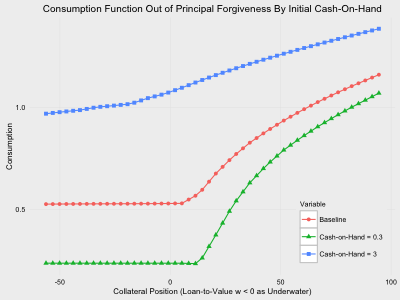 Consumption Function Out of Principal Forgiveness By Initial Cash-On-Hand
Consumption
1.0
0.5
-50
0
50
100
Collateral Position (Loan-to-Value w < 0 as Underwater)
Variable
Baseline
Cash-on-Hand = 0.3
Cash-on-Hand = 3